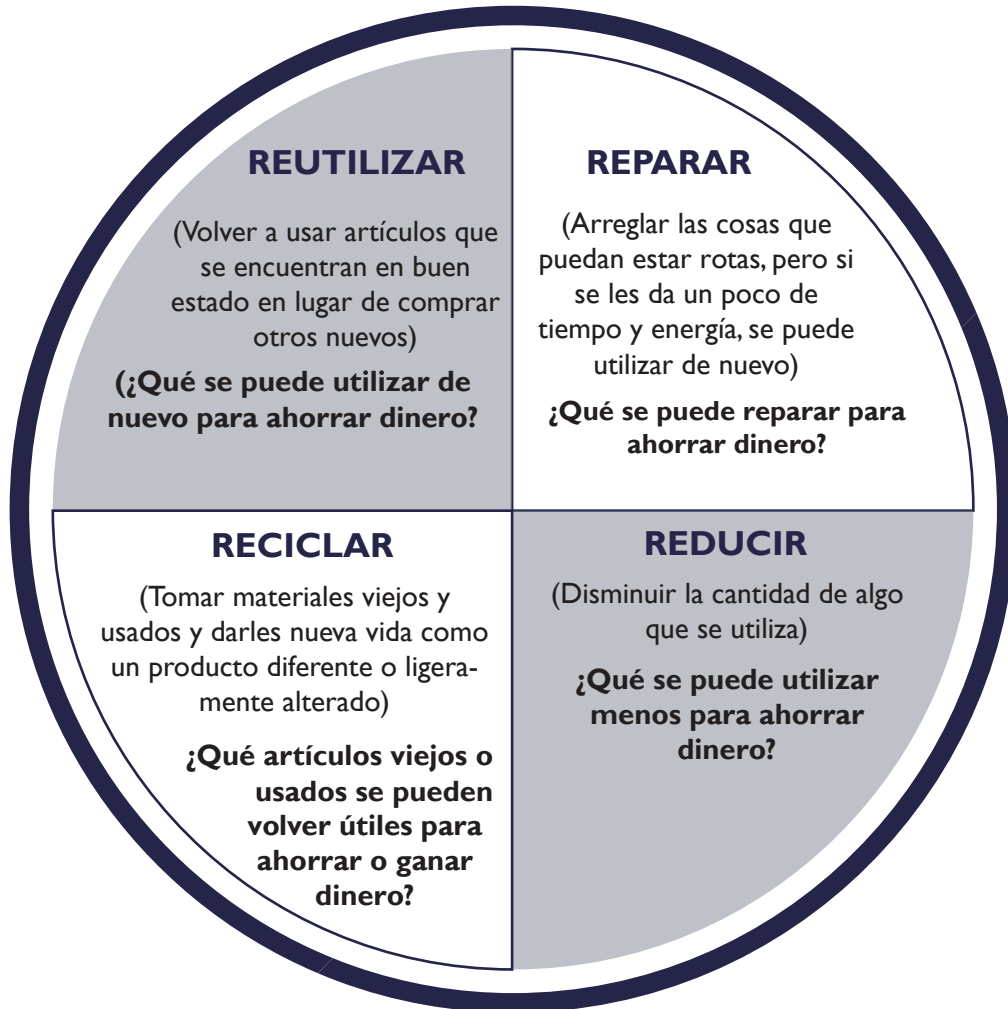 REUTILIZAR
(Volver a usar artículos que
se encuentran en buen
estado en lugar de comprar
otros nuevos)
(¿Qué se puede utilizar de
nuevo para ahorrar dinero?
REPARAR
(Arreglar las cosas que
puedan estar rotas, pero si
se les da un poco de
tiempo y energía, se puede
utilizar de nuevo)
¿Qué se puede reparar para
ahorrar dinero?
RECICLAR
(Tomar materiales viejos y
usados y darles nueva vida como
un producto diferente o ligera-
mente alterado)
¿Qué artículos viejos o
usados se pueden
volver útiles para
ahorrar o ganar
dinero?
REDUCIR
(Disminuir la cantidad de algo
que se utiliza)
¿Qué se puede utilizar
menos para ahorrar
dinero?